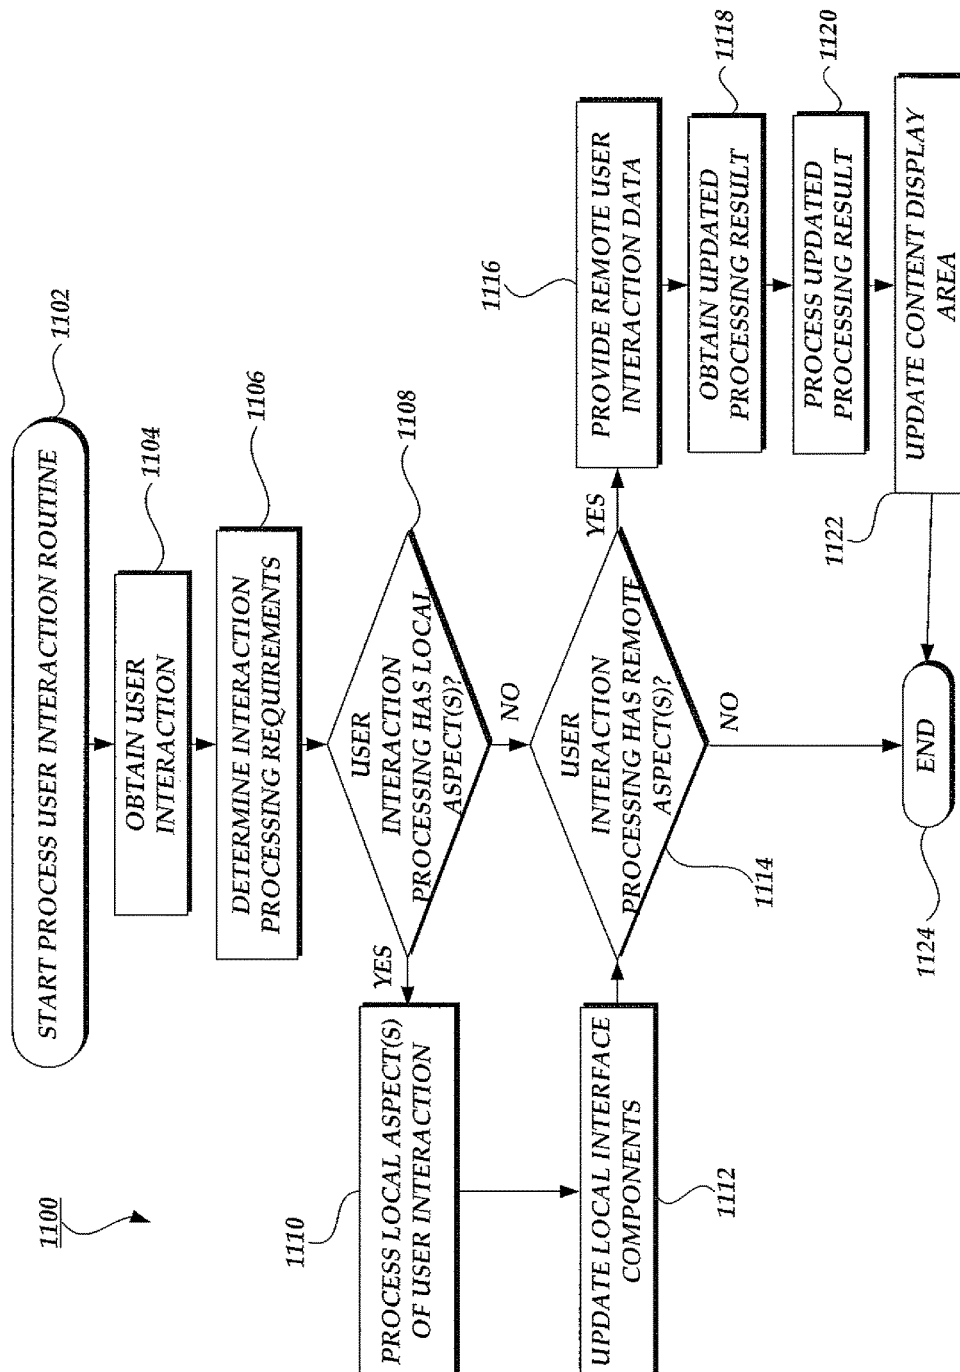 1100
START PROCESS USER INTERACTION ROUTINE
1102
OBTAIN USER
INTERACTION
1104
DETERMINE INTERACTION
PROCESSING REQUIREMENTS
1106
USER
INTERACTION
PROCESSING HAS LOCAL
ASPECT(S)?
1108
YES
NO
1110
PROCESS LOCAL ASPECT(S)
OF USER INTERACTION
UPDATE LOCAL INTERFACE
COMPONENTS
1112
USER
INTERACTION
PROCESSING HAS REMOTE
ASPECT(S)?
1114
YES
NO
1116
PROVIDE REMOTE USER
INTERACTION DATA
OBTAIN UPDATED
PROCESSING RESULT
1118
PROCESS UPDATED
PROCESSING RESULT
1120
UPDATE CONTENT DISPLAY
AREA
1122
END
1124